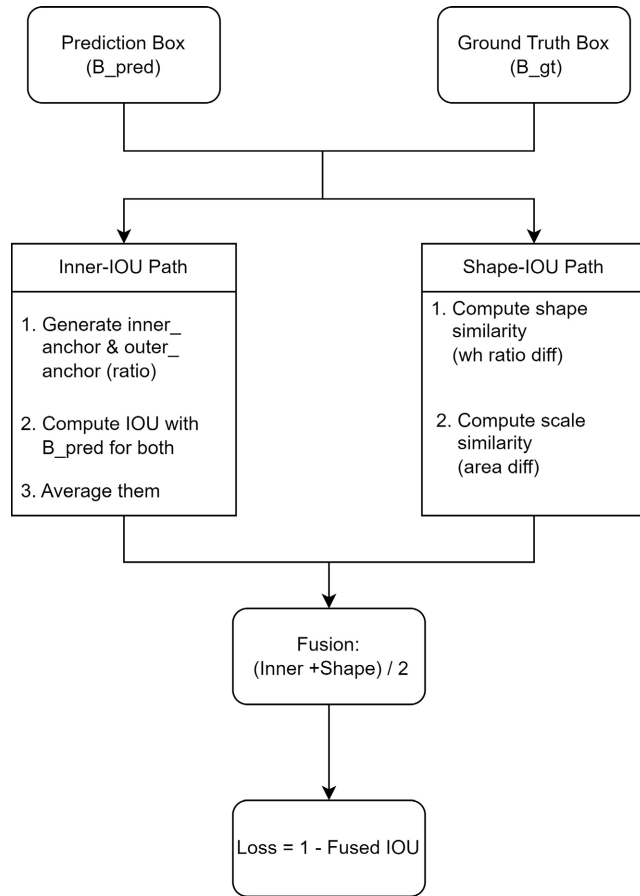 Prediction Box
(B_pred)
Ground Truth Box
(B_gt)
Inner-IOU Path
1. Generate inner_
anchor & outer_
anchor (ratio)
2. Compute IOU with
B_pred for both
3. Average them
Shape-IOU Path
1. Compute shape
similarity
(wh ratio diff)
2. Compute scale
similarity
(area diff)
Fusion:
(Inner +Shape) / 2
Loss = 1 - Fused IOU